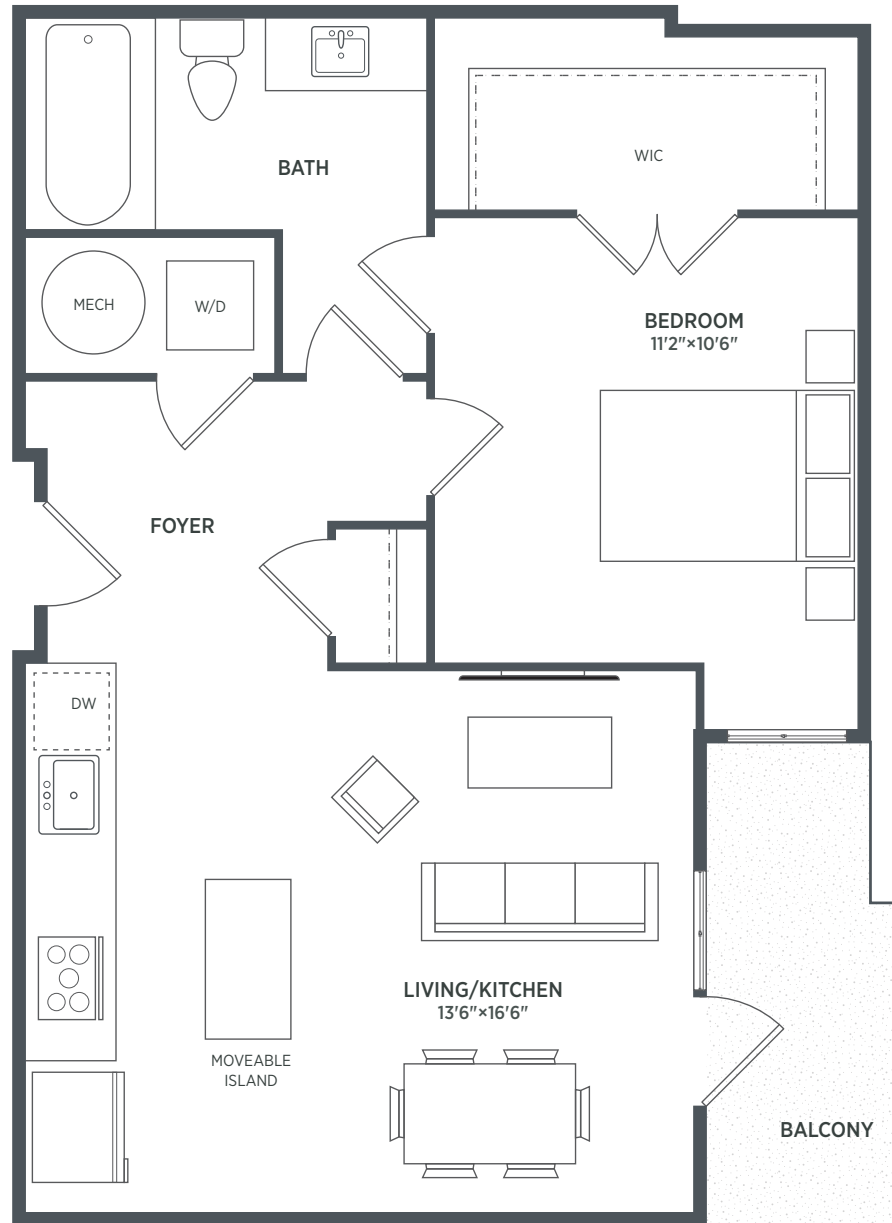 BATH
WIC
MECH
W/D
BEDROOM
11'2"×10'6"
FOYER
DW
LIVING/KITCHEN
13'6"×16'6"
MOVEABLE
ISLAND
BALCONY